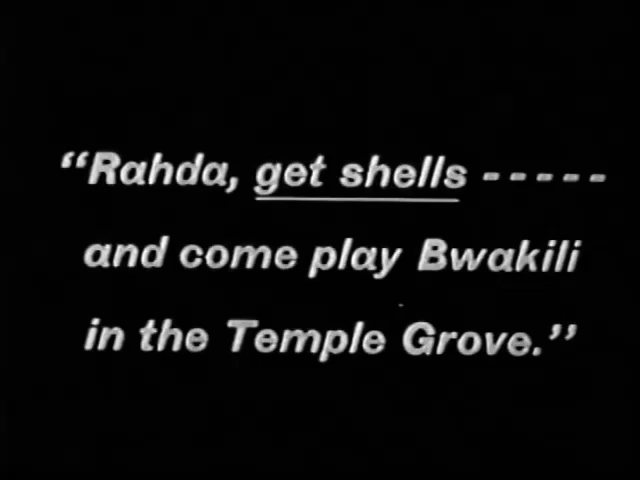 “Rahda, get shells -----
and come play Bwakili
in the Temple Grove.”